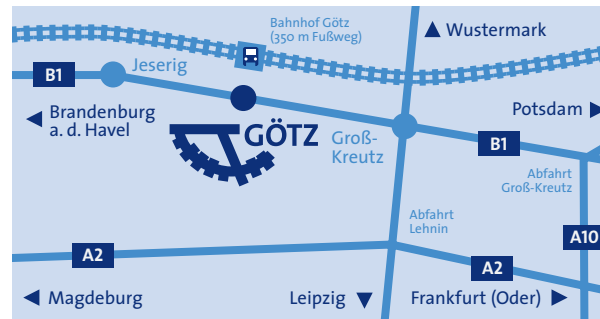 Bahnhof Götz
(350 m Fußweg)
Wustermark
B1
Jeserig
Brandenburg
a. d. Havel
Potsdam
GÖTZ
Groß-
Kreutz
B1
Abfahrt
Groß-Kreutz
Abfahrt
Lehnin
A10
A2
A2
Magdeburg
Leipzig
Frankfurt (Oder)